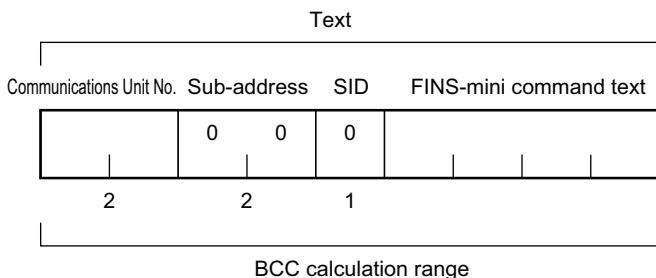 Text
Communications Unit No. Sub-address SID FINS-mini command text
0 0 0
2 2 1
BCC calculation range